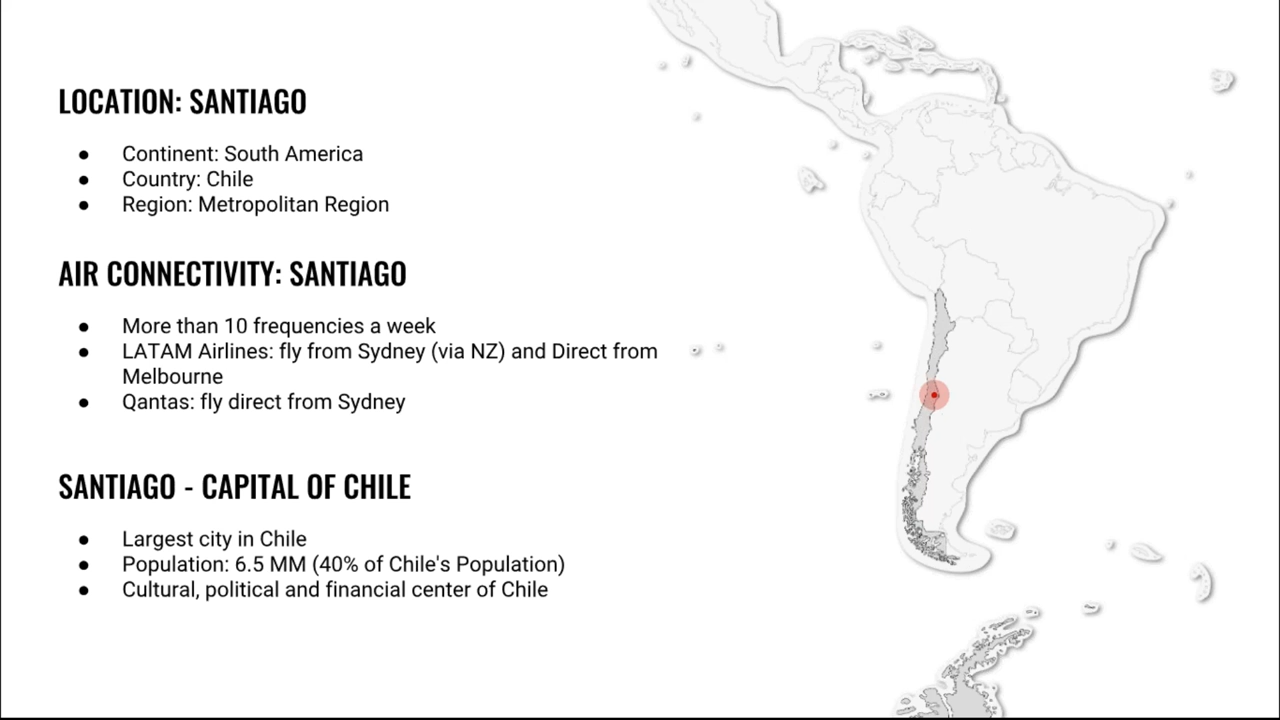 LOCATION: SANTIAGO
● Continent: South America
● Country: Chile
● Region: Metropolitan Region
AIR CONNECTIVITY: SANTIAGO
● More than 10 frequencies a week
● LATAM Airlines: fly from Sydney (via NZ) and Direct from
Melbourne
● Qantas: fly direct from Sydney
SANTIAGO - CAPITAL OF CHILE
● Largest city in Chile
● Population: 6.5 MM (40% of Chile's Population)
● Cultural, political and financial center of Chile